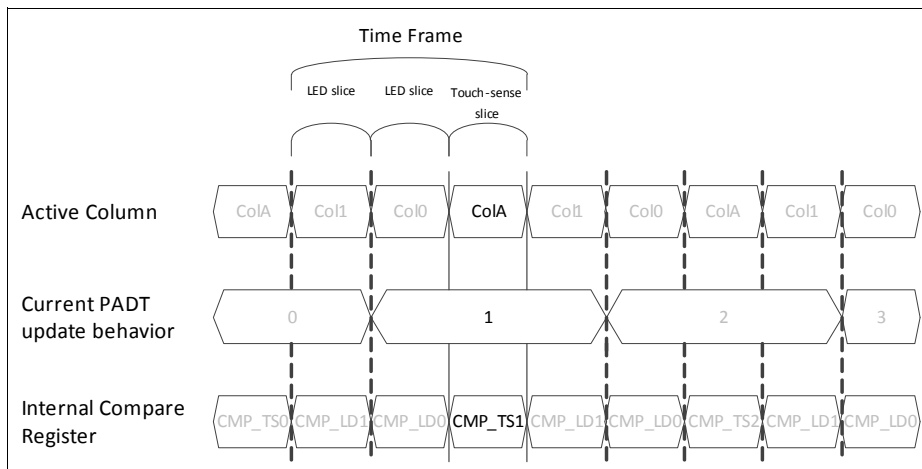 Time Frame
LED slice LED slice Touch-sense
slice
Active Column ColA Col1 Col0 ColA Col1 Col0 ColA Col1 Col0
Current PADT
update behavior 0 1 2 3
Internal Compare
Register CMP_TS0 CMP_LD1 CMP_LD0 CMP_TS1 CMP_LD1 CMP_LD0 CMP_TS2 CMP_LD1 CMP_LD0